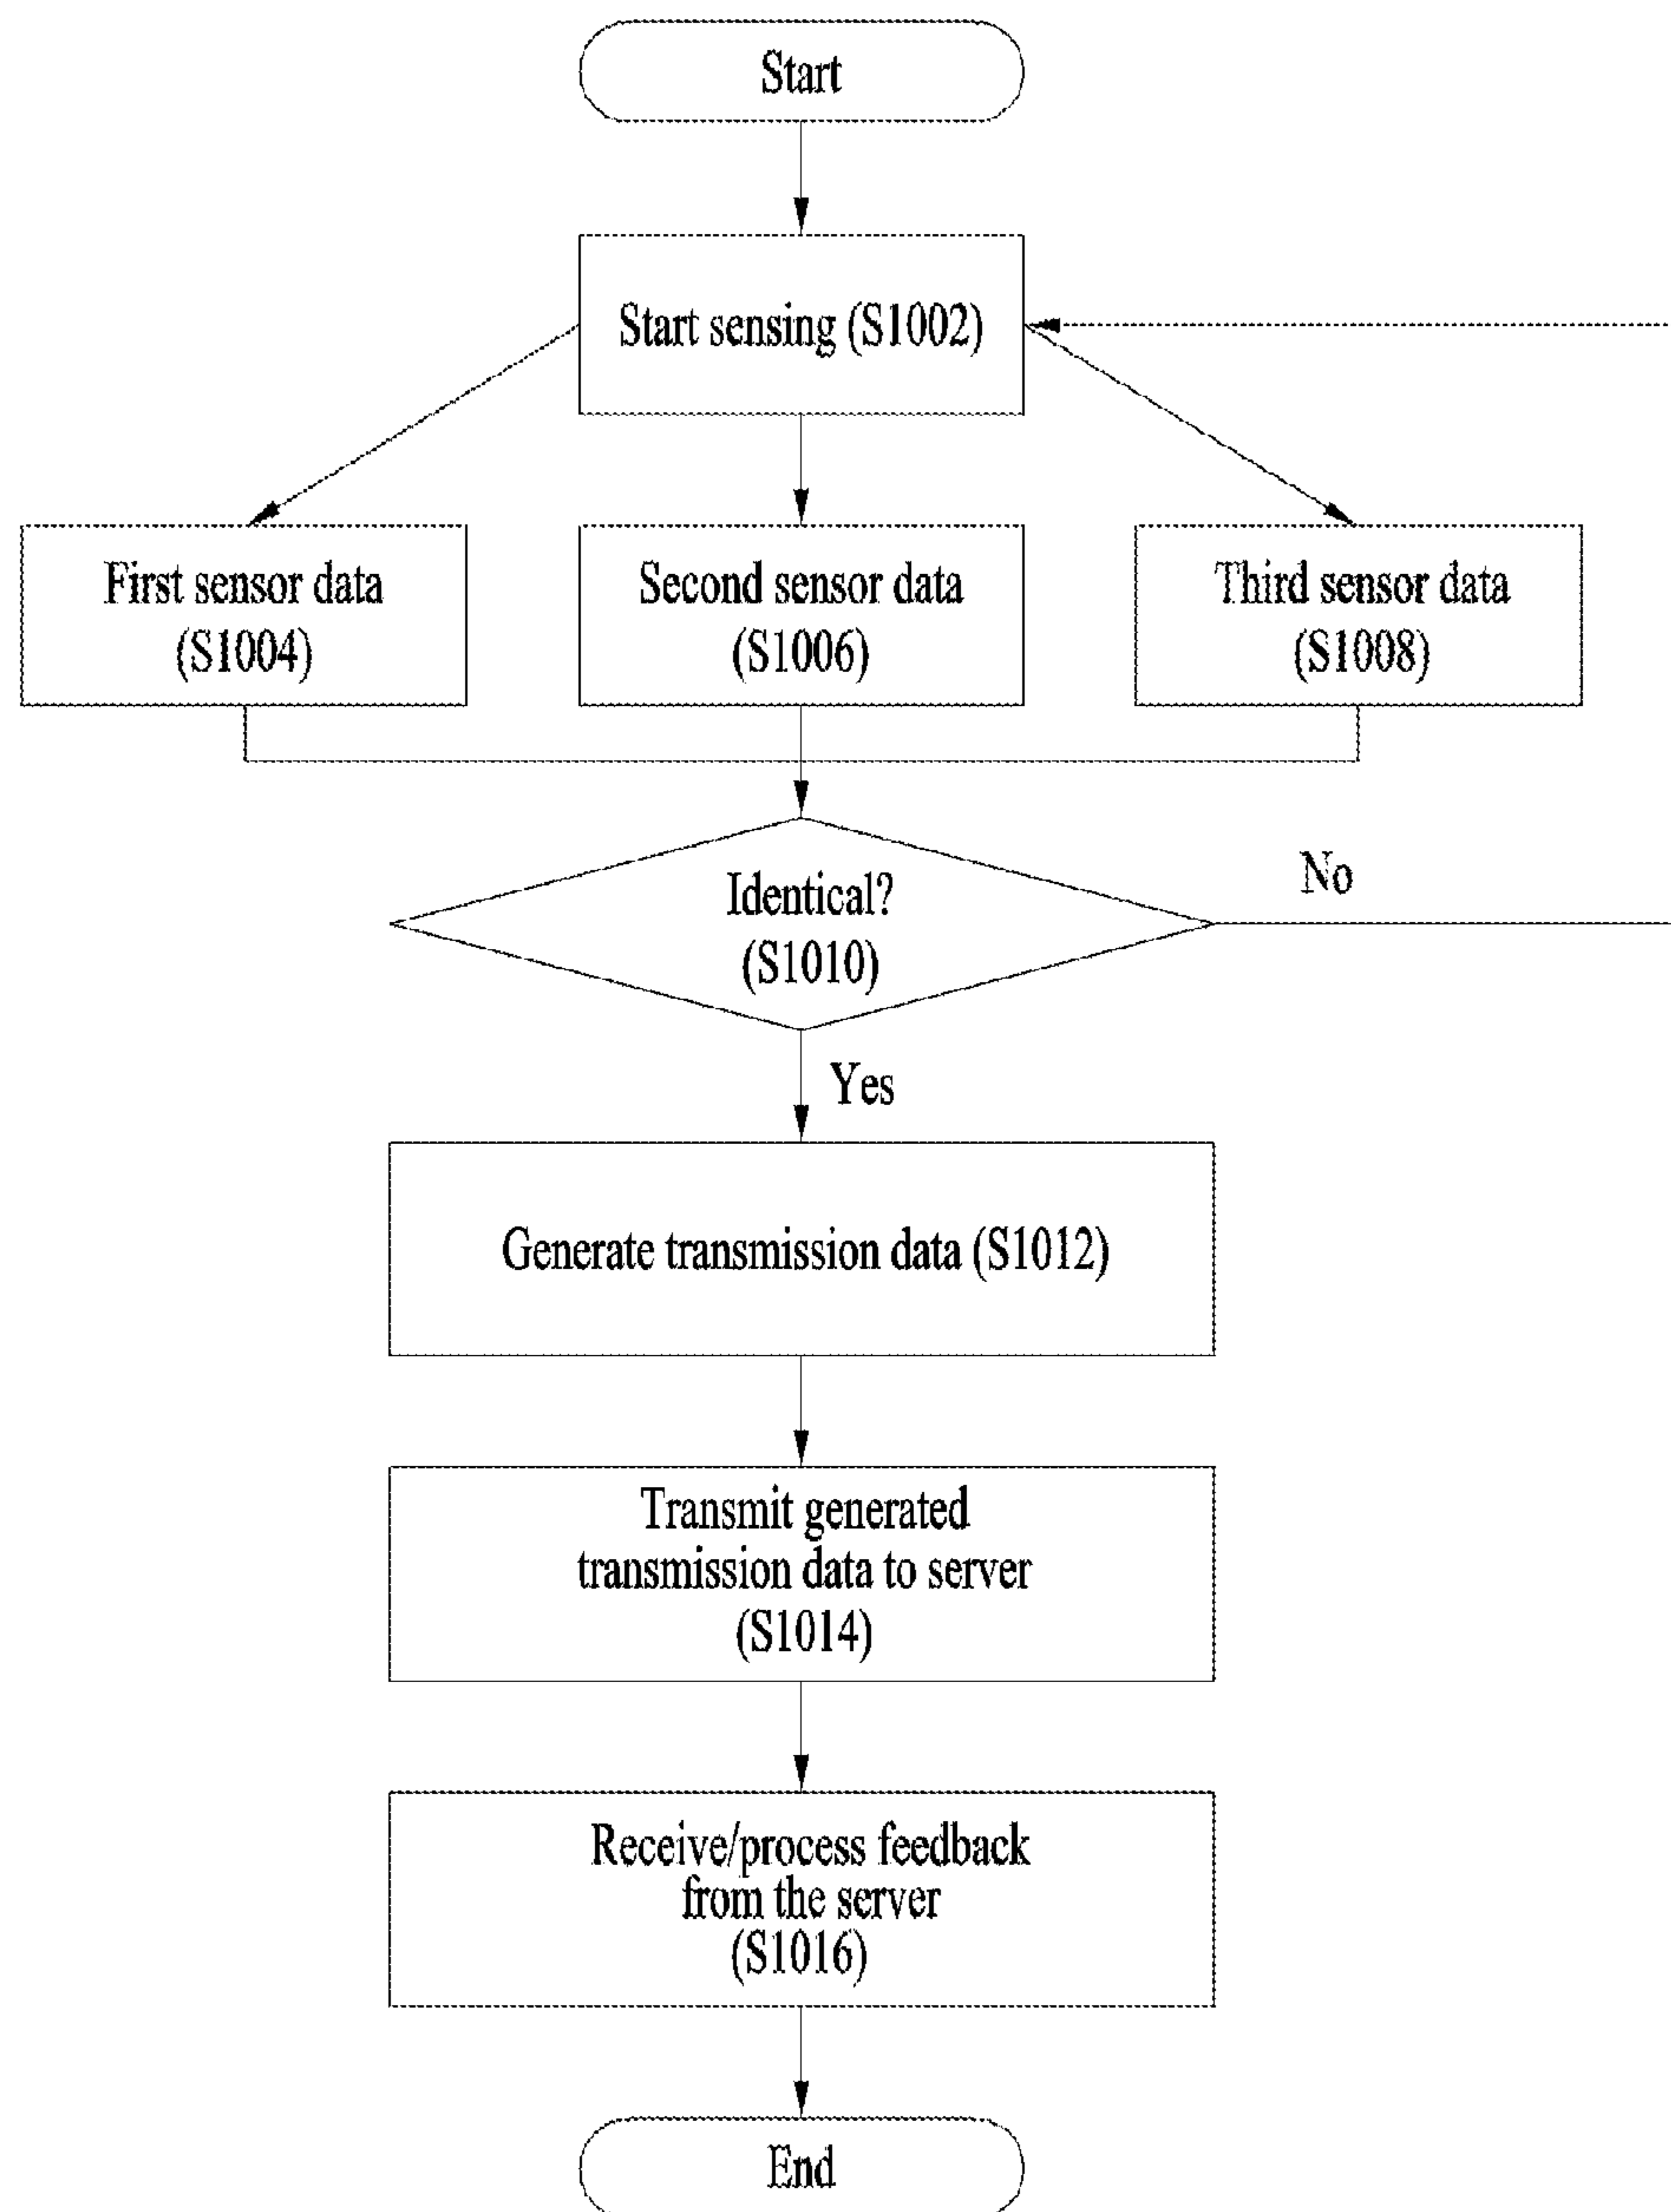 Start
Start sensing (S1002)
First sensor data
(S1004)
Second sensor data
(S1006)
Third sensor data
(S1008)
Identical?
(S1010)
No
Yes
Generate transmission data (S1012)
Transmit generated
transmission data to server
(S1014)
Receive/process feedback
from the server
(S1016)
End